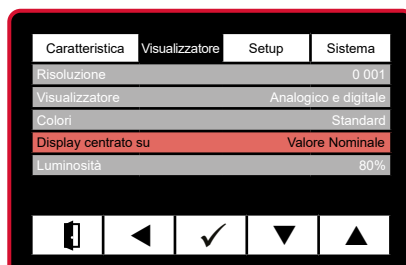 Caratteristica Visualizzatore Setup Sistema
Risoluzione 0 001
Visualizzatore Analogico e digitale
Colori Standard
Display centrato su Valore Nominale
Luminosità 80%